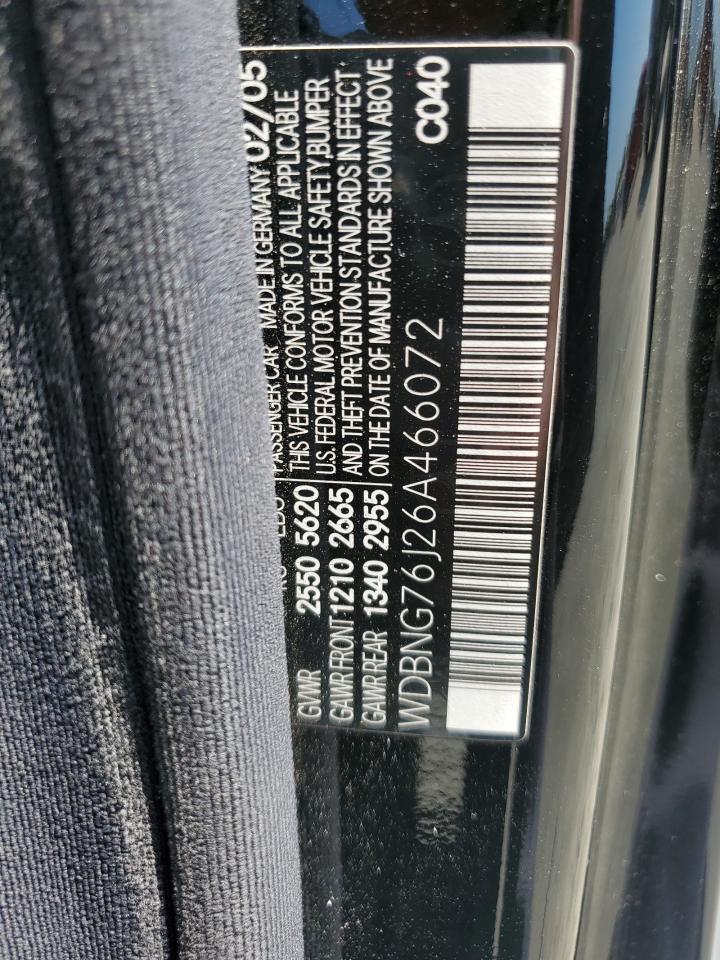 PASSENGER CAR MADE IN GERMANY 02/05
THIS VEHICLE CONFORMS TO ALL APPLICABLE
U.S. FEDERAL MOTOR VEHICLE SAFETY,BUMPER
AND THEFT PREVENTION STANDARDS IN EFFECT
ON THE DATE OF MANUFACTURE SHOWN ABOVE
GVWR 2550 5620
GAWR FRONT 1210 2665
GAWR REAR 1340 2955
C040
WDBNG76J26A466072